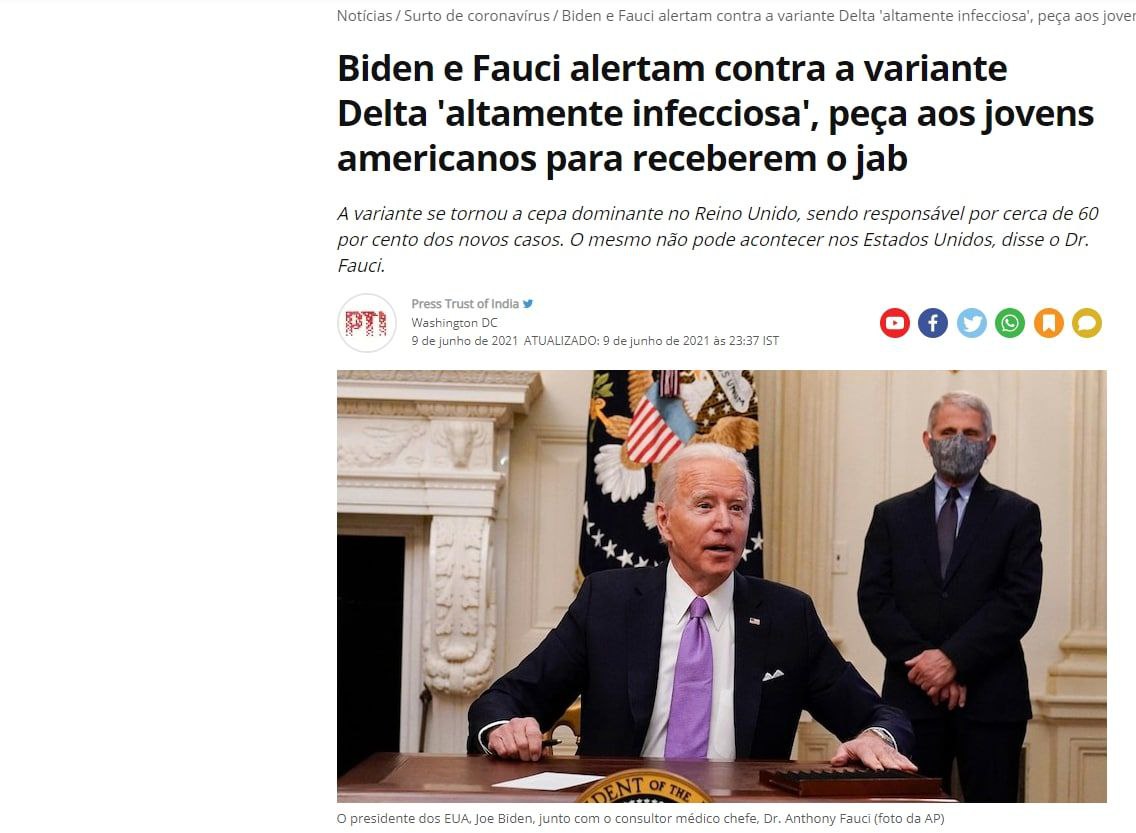 Notícias / Surto de coronavírus / Biden e Fauci alertam contra a variante Delta 'altamente infecciosa', peça aos
Biden e Fauci alertam contra a variante
Delta 'altamente infecciosa', peça aos jovens
americanos para receberem o jab
A variante se tornou a cepa dominante no Reino Unido, sendo responsável por cerca de 60
por cento dos novos casos. O mesmo não pode acontecer nos Estados Unidos, disse o Dr.
Fauci.
PTI
Press Trust of India
Washington DC
9 de junho de 2021 ATUALIZADO: 9 de junho de 2021 às 23:37 IST
UNUM
DENT OF THE
O presidente dos EUA, Joe Biden, junto com o consultor médico chefe, Dr. Anthony Fauci (foto da AP)